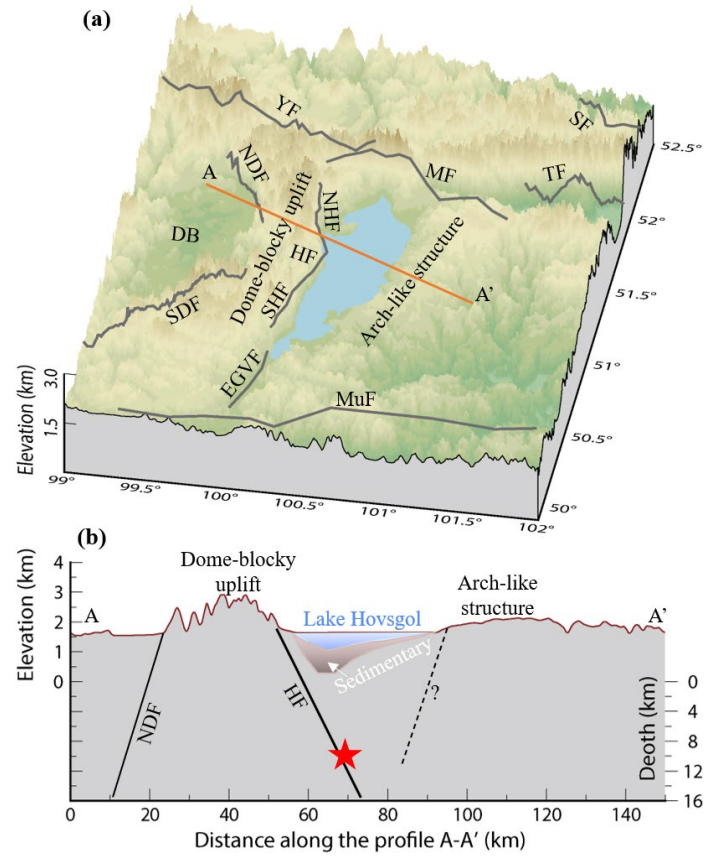 (a)
YF
SF
52.5°
NDF
MF
TF
A
NHF
52°
DB
Dome-blocky uplift
HF
Arch-like structure
A'
51.5°
SDF
SHF
51°
EGVF
MuF
50.5°
Elevation (km)
3.0
1.5
99°
99.5°
100°
100.5°
101°
101.5°
102°
50°
(b)
Dome-blocky
uplift
Arch-like
structure
A
Lake Hovsgol
A'
Sedimentary
NDF
HF
?
Elevation (km)
4
3
2
1
0
Deoth (km)
0
4
8
12
16
0
20
40
60
80
100
120
140
Distance along the profile A-A' (km)